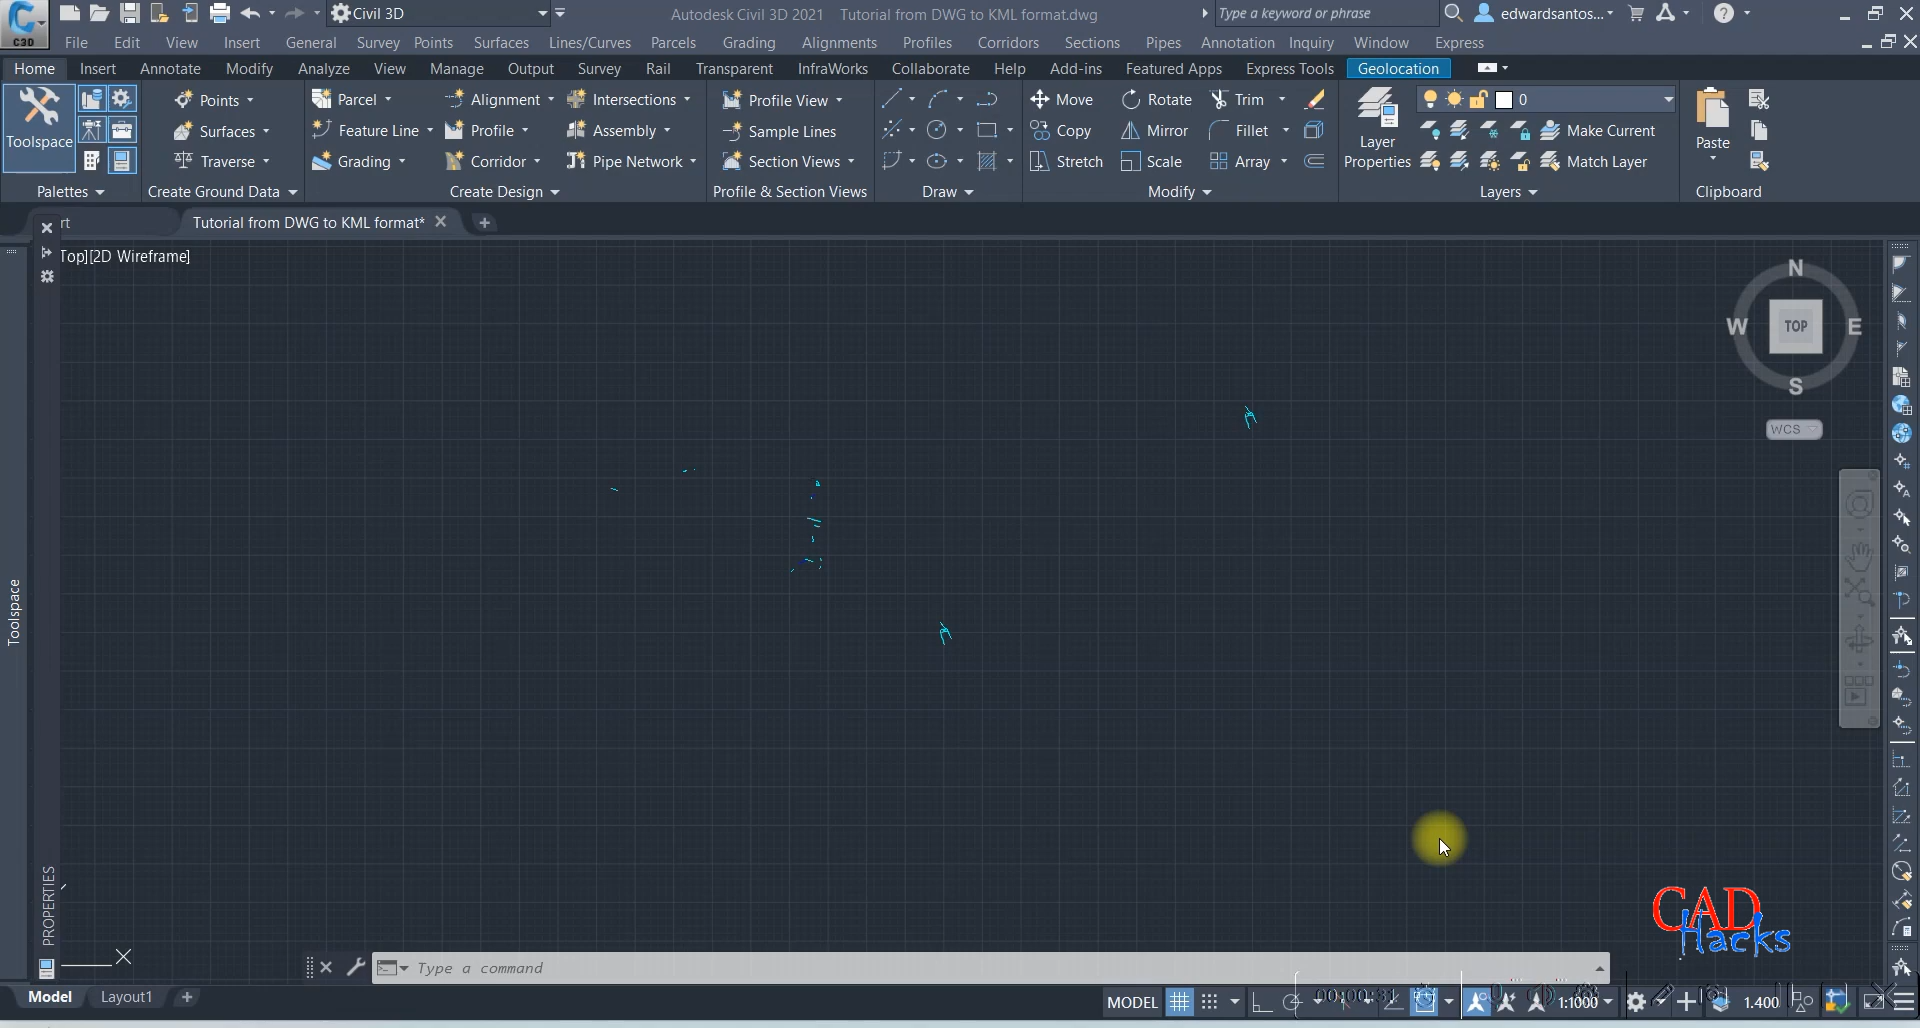 C3D
Civil 3D
Autodesk Civil 3D 2021 Tutorial from DWG to KML format.dwg
Type a keyword or phrase
edwardsantos...
File Edit View Insert General Survey Points Surfaces Lines/Curves Parcels Grading Alignments Profiles Corridors Sections Pipes Annotation Inquiry Window Express
Home Insert Annotate Modify Analyze View Manage Output Survey Rail Transparent InfraWorks Collaborate Help Add-ins Featured Apps Express Tools Geolocation
Points Parcel Alignment Intersections Profile View Move Rotate Trim 0
Toolspace Surfaces Feature Line Profile Assembly Sample Lines Copy Mirror Fillet Layer Properties Make Current Paste
Traverse Grading Corridor Pipe Network Section Views Stretch Scale Array Match Layer
Palettes Create Ground Data Create Design Profile & Section Views Draw Modify Layers Clipboard
rt Tutorial from DWG to KML format*
Top][2D Wireframe]
N
W TOP E
S
WCS
Toolspace
PROPERTIES
CAD
Hacks
Type a command
Model Layout1
MODEL 00:00:31 1:1000 1.400